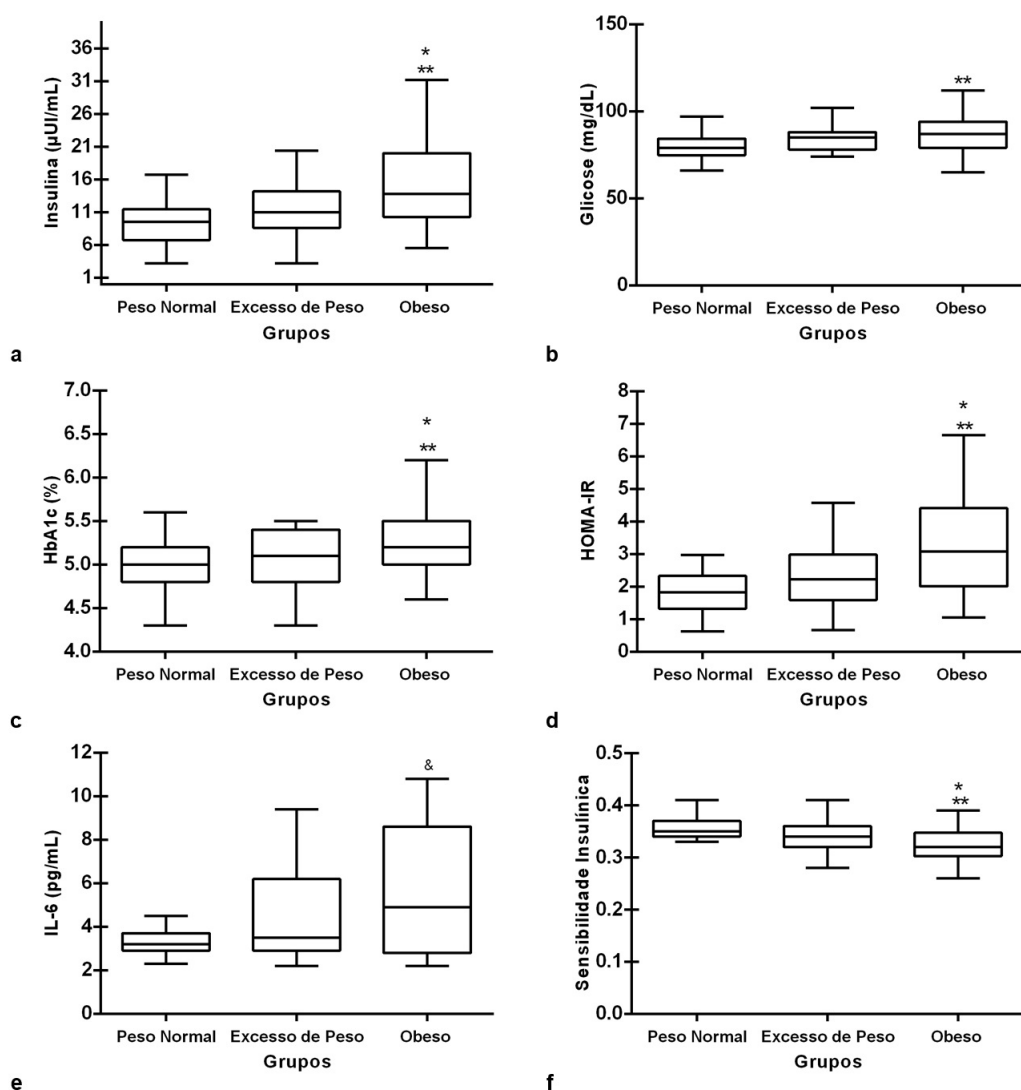 Insulina (µUI/mL)
36
31
26
21
16
11
6
1
*
**
Peso Normal Excesso de Peso Obeso
Grupos
a
Glicose (mg/dL)
150
100
50
0
**
Peso Normal Excesso de Peso Obeso
Grupos
b
HbA1c (%)
7.0
6.5
6.0
5.5
5.0
4.5
4.0
*
**
Peso Normal Excesso de Peso Obeso
Grupos
c
HOMA-IR
8
7
6
5
4
3
2
1
0
*
**
Peso Normal Excesso de Peso Obeso
Grupos
d
IL-6 (pg/mL)
12
10
8
6
4
2
0
&
Peso Normal Excesso de Peso Obeso
Grupos
e
Sensibilidade Insulínica
0.5
0.4
0.3
0.2
0.1
0.0
*
**
Peso Normal Excesso de Peso Obeso
Grupos
f